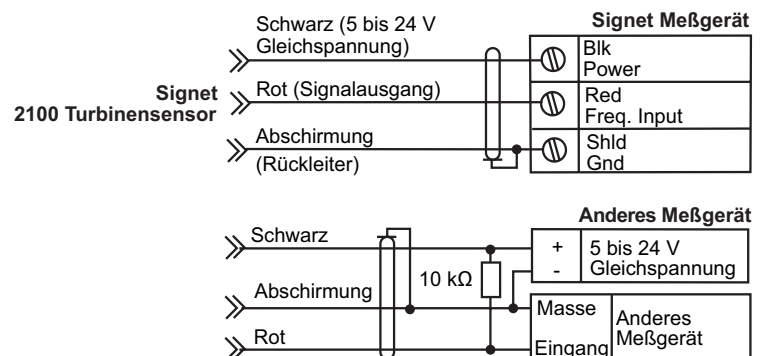 Signet Meßgerät
Schwarz (5 bis 24 V
Gleichspannung)
Blk
Power
Signet
2100 Turbinensensor
Rot (Signalausgang)
Red
Freq. Input
Abschirmung
(Rückleiter)
Shld
Gnd
Anderes Meßgerät
Schwarz
+
-
5 bis 24 V
Gleichspannung
10 kΩ
Abschirmung
Masse
Anderes
Meßgerät
Rot
Eingang